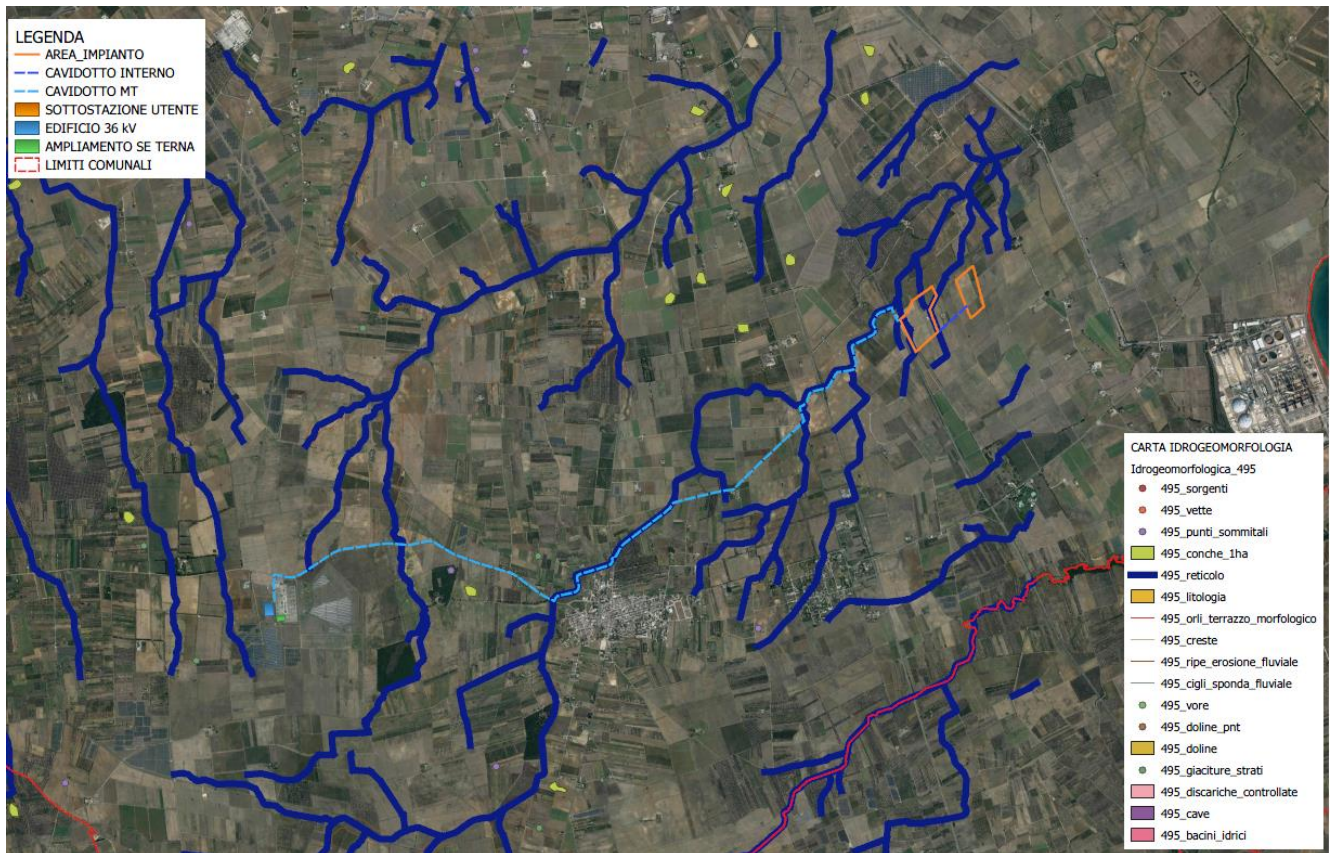 LEGENDA
AREA_IMPIANTO
CAVIDOTTO INTERNO
CAVIDOTTO MT
SOTTOSTAZIONE UTENTE
EDIFICIO 36 kV
AMPLIAMENTO SE TERNA
LIMITI COMUNALI
CARTA IDROGEOMORFOLOGIA
Idrogeomorfologica_495
495_sorgenti
495_vette
495_punti_sommitali
495_conche_1ha
495_reticolo
495_litologia
495_orli_terrazzo_morfologico
495_creste
495_ripe_erosione_fluviale
495_cigli_sponda_fluviale
495_vore
495_doline_pnt
495_doline
495_giaciture_strati
495_discariche_controllate
495_cave
495_bacini_idrici